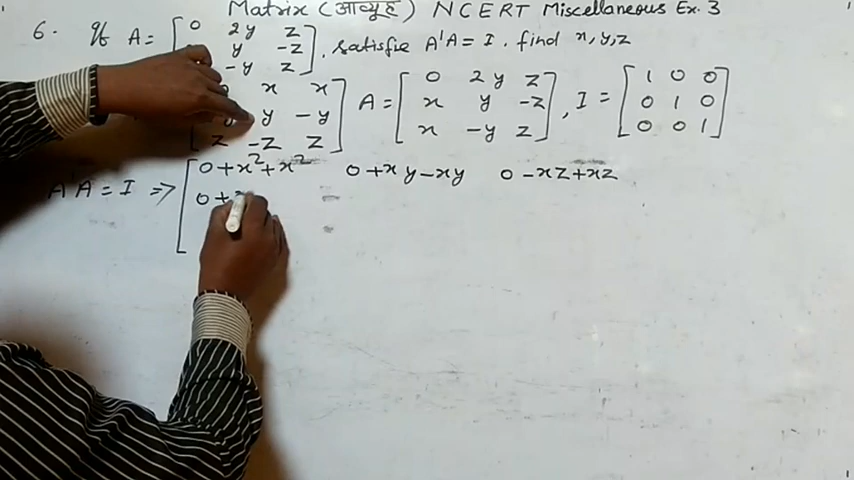 Matrix (आव्यूह) NCERT Miscellaneous Ex. 3
6. If A = [ 0 2y z
y -z
-y z ] . Satisfie A'A = I . find x, y, z
x x ] A = [ 0 2y z ] , I = [ 1 0 0
y -y ] x y -z 0 1 0
z -z z ] x -y z ] 0 0 1 ]
A'A = I ⇒ [ 0+x²+x² 0+xy-xy 0-xz+xz
0+